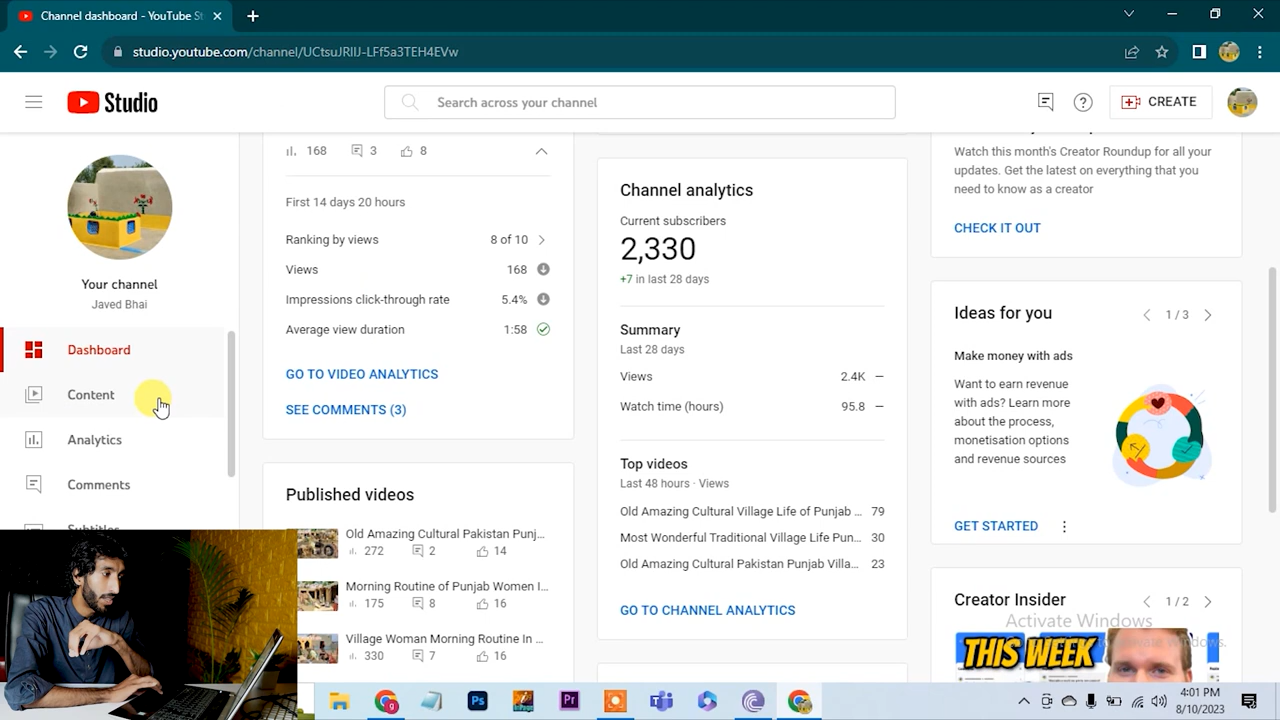 Channel dashboard - YouTube St
studio.youtube.com/channel/UCtsuJRIIJ-LFf5a3TEH4EVw
Studio
Search across your channel
CREATE
Your channel
Javed Bhai
Dashboard
Content
Analytics
Comments
Subtitles
168 3 8
First 14 days 20 hours
Ranking by views 8 of 10
Views 168
Impressions click-through rate 5.4%
Average view duration 1:58
GO TO VIDEO ANALYTICS
SEE COMMENTS (3)
Published videos
Old Amazing Cultural Pakistan Punj...
272 2 14
Morning Routine of Punjab Women I...
175 8 16
Village Woman Morning Routine In ...
330 7 16
Channel analytics
Current subscribers
2,330
+7 in last 28 days
Summary
Last 28 days
Views 2.4K —
Watch time (hours) 95.8 —
Top videos
Last 48 hours · Views
Old Amazing Cultural Village Life of Punjab ... 79
Most Wonderful Traditional Village Life Pun... 30
Old Amazing Cultural Pakistan Punjab Villa... 23
GO TO CHANNEL ANALYTICS
Watch this month's Creator Roundup for all your
updates. Get the latest on everything that you
need to know as a creator
CHECK IT OUT
Ideas for you 1 / 3
Make money with ads
Want to earn revenue
with ads? Learn more
about the process,
monetisation options
and revenue sources
GET STARTED
Creator Insider 1 / 2
Activate Windows
THIS WEEK
4:01 PM
8/10/2023